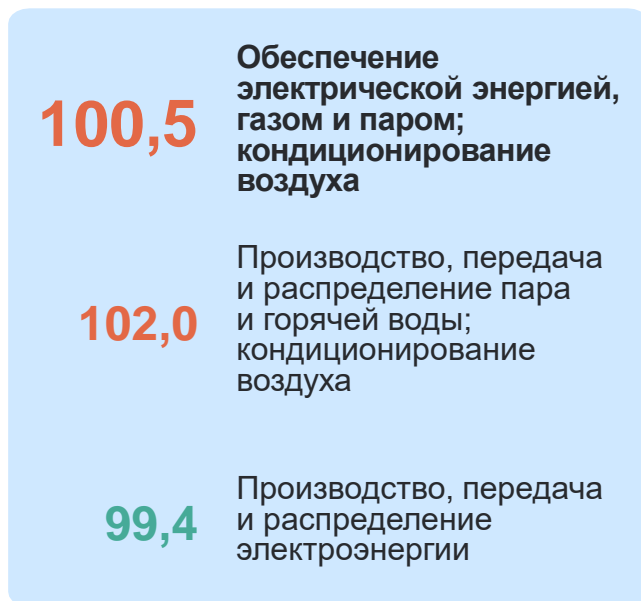 100,5
Обеспечение
электрической энергией,
газом и паром;
кондиционирование
воздуха
102,0
Производство, передача
и распределение пара
и горячей воды;
кондиционирование
воздуха
99,4
Производство, передача
и распределение
электроэнергии